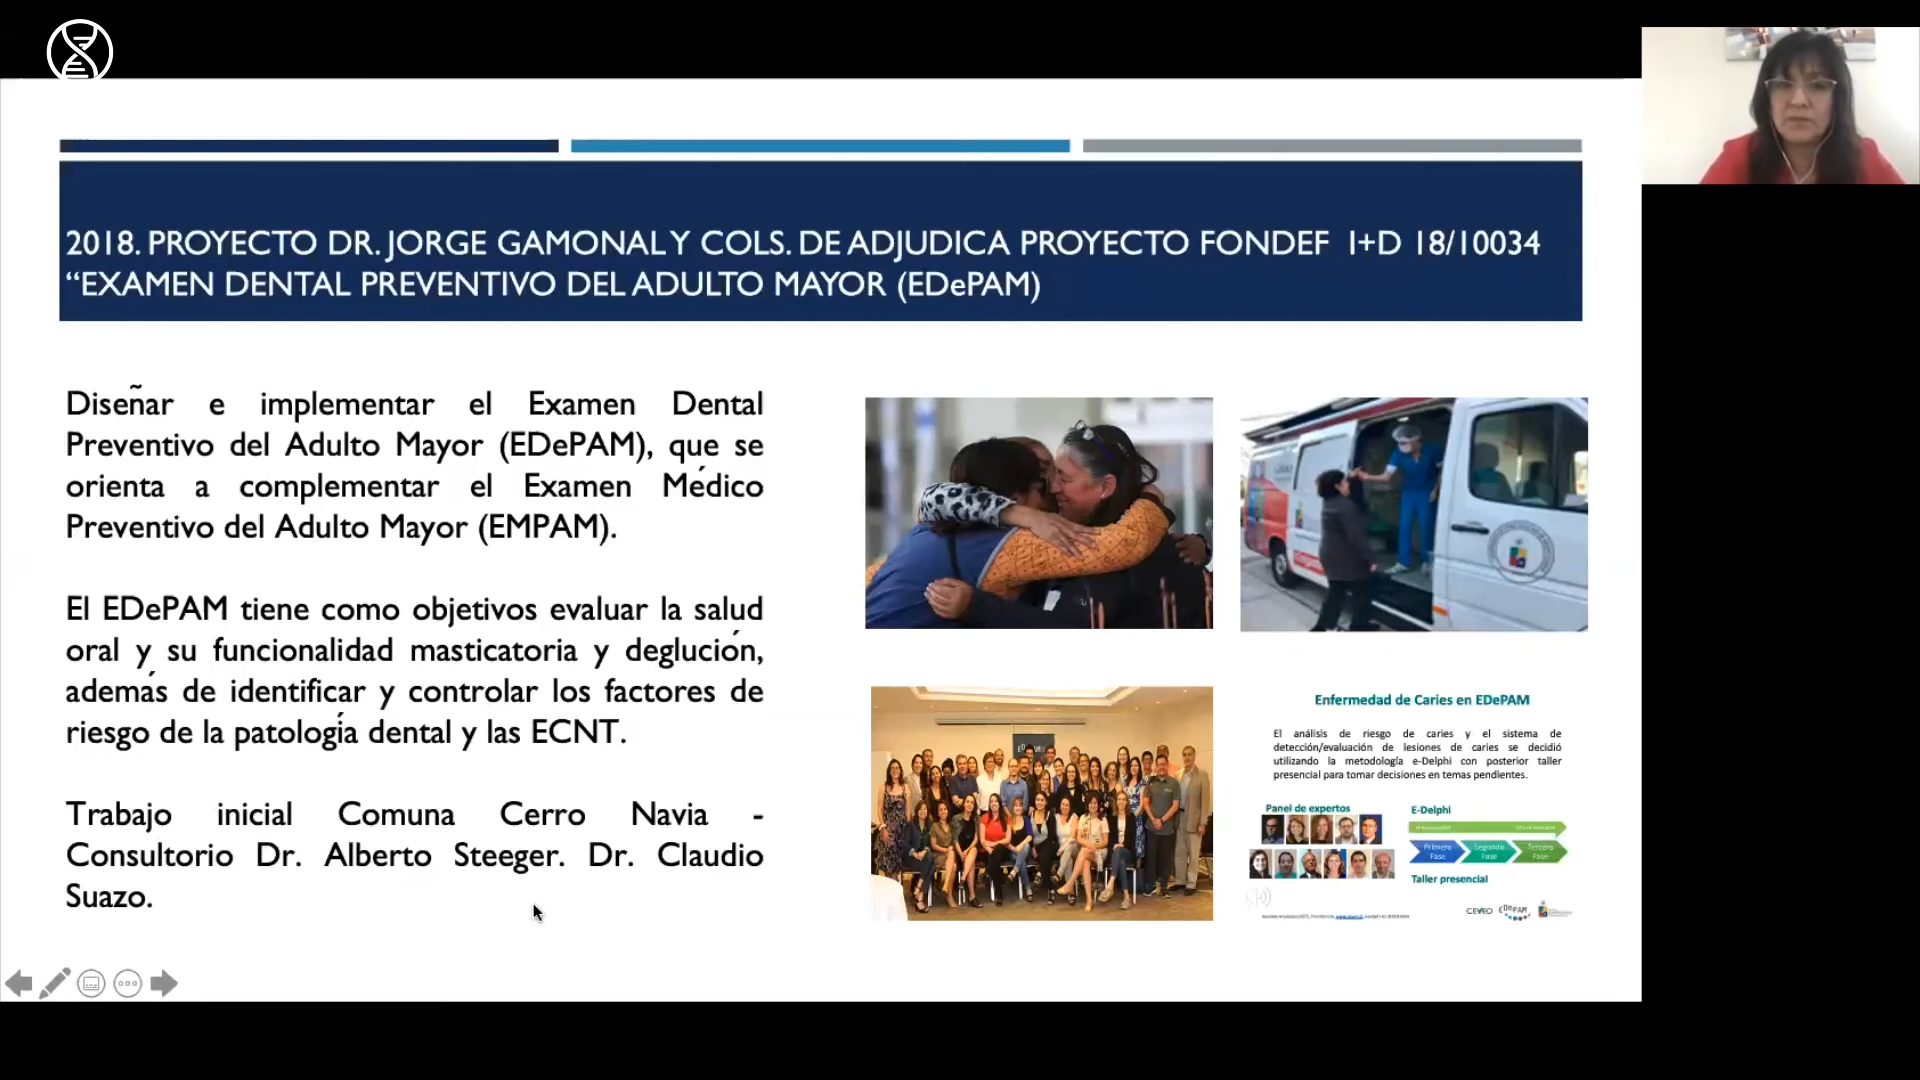 2018. PROYECTO DR. JORGE GAMONAL Y COLS. DE ADJUDICA PROYECTO FONDEF I+D 18/10034
“EXAMEN DENTAL PREVENTIVO DEL ADULTO MAYOR (EDePAM)
Diseñar e implementar el Examen Dental
Preventivo del Adulto Mayor (EDePAM), que se
orienta a complementar el Examen Médico
Preventivo del Adulto Mayor (EMPAM).
El EDePAM tiene como objetivos evaluar la salud
oral y su funcionalidad masticatoria y deglución,
además de identificar y controlar los factores de
riesgo de la patología dental y las ECNT.
Trabajo inicial Comuna Cerro Navia -
Consultorio Dr. Alberto Steeger. Dr. Claudio
Suazo.
Enfermedad de Caries en EDePAM
El análisis de riesgo de caries y el sistema de
detección/evaluación de lesiones de caries se decidió
utilizando la metodología e-Delphi con posterior taller
presencial para tomar decisiones en temas pendientes.
Panel de expertos
E-Delphi
Primera
Fase
Segunda
Fase
Tercera
Fase
Taller presencial
CEVEO
EDePAM